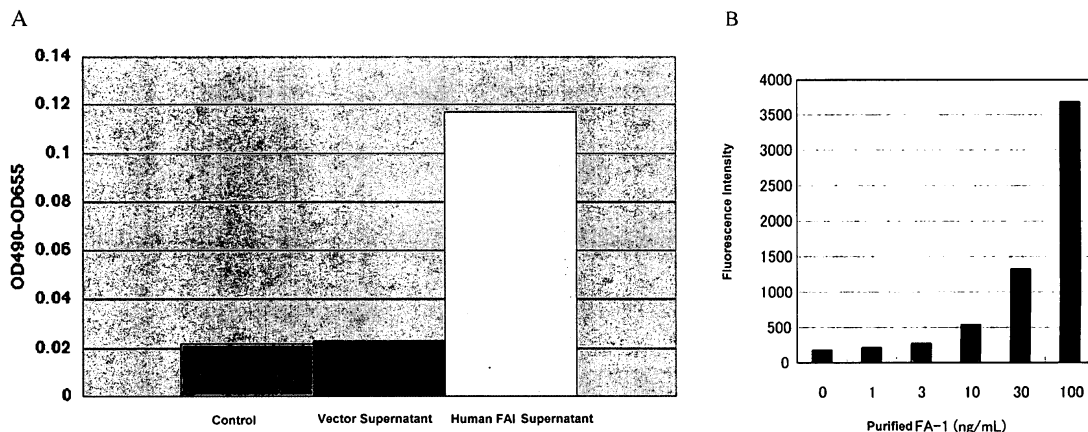 A
OD490-OD655
0.14
0.12
0.1
0.08
0.06
0.04
0.02
0
Control
Vector Supernatant
Human FAI Supernatant
B
Fluorescence Intensity
4000
3500
3000
2500
2000
1500
1000
500
0
0 1 3 10 30 100
Purified FA-1 (ng/mL)